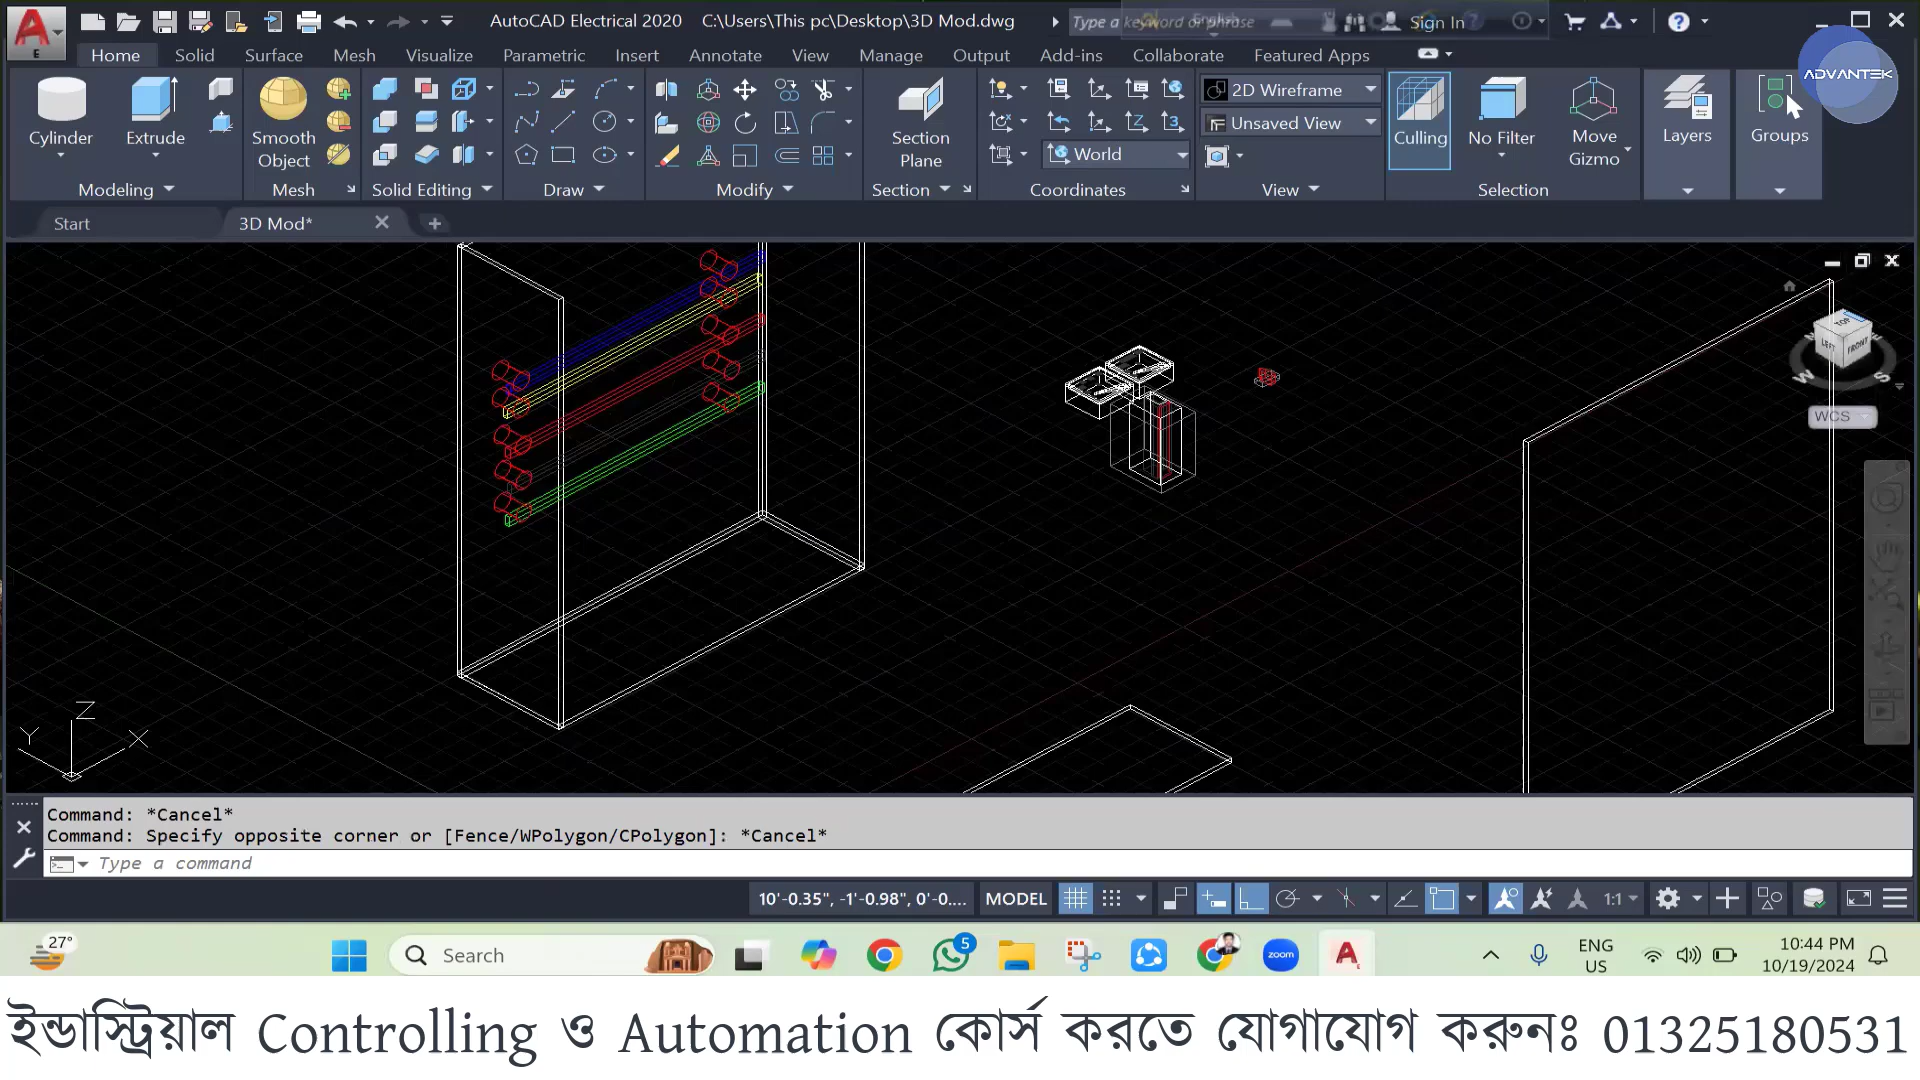 AutoCAD Electrical 2020 C:\Users\This pc\Desktop\3D Mod.dwg
Sign In
ADVANTEK
Home Solid Surface Mesh Visualize Parametric Insert Annotate View Manage Output Add-ins Collaborate Featured Apps
Cylinder Extrude Smooth Object Section Plane
2D Wireframe
Unsaved View
World
Culling No Filter Move Gizmo Layers Groups
Modeling Mesh Solid Editing Draw Modify Section Coordinates View Selection
Start 3D Mod*
TOP
LEFT FRONT
W S
WCS
Z
Y X
Command: *Cancel*
Command: Specify opposite corner or [Fence/WPolygon/CPolygon]: *Cancel*
Type a command
10'-0.35", -1'-0.98", 0'-0.... MODEL 1:1
27° Search 5 zoom ENG US 10:44 PM 10/19/2024
ইন্ডাস্ট্রিয়াল Controlling ও Automation কোর্স করতে যোগাযোগ করুনঃ 01325180531